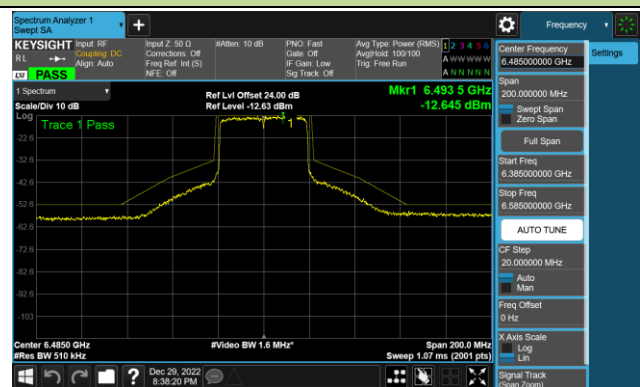 Spectrum Analyzer 1
Swept SA
Frequency
KEYSIGHT
Input: RF
Coupling: DC
Align: Auto
Input Z: 50 Ω
Corrections: Off
Freq Ref: Int (S)
NFE: Off
#Atten: 10 dB
PNO: Fast
Gate: Off
IF Gain: Low
Sig Track: Off
Avg Type: Power (RMS)
Avg|Hold: 100/100
Trig: Free Run
1 2 3 4 5 6
A W W W W W
A N N N N N
RL
LXI
PASS
1 Spectrum
Scale/Div 10 dB
Ref Lvl Offset 24.00 dB
Ref Level -12.63 dBm
Mkr1 6.493 5 GHz
-12.645 dBm
Log
Trace 1 Pass
1
-22.6
-32.6
-42.6
-52.6
-62.6
-72.6
-82.6
-92.6
-103
Center 6.4850 GHz
#Res BW 510 kHz
#Video BW 1.6 MHz*
Span 200.0 MHz
Sweep 1.07 ms (2001 pts)
Dec 29, 2022
8:38:20 PM
Center Frequency
6.485000000 GHz
Settings
Span
200.000000 MHz
Swept Span
Zero Span
Full Span
Start Freq
6.385000000 GHz
Stop Freq
6.585000000 GHz
AUTO TUNE
CF Step
20.000000 MHz
Auto
Man
Freq Offset
0 Hz
X Axis Scale
Log
Lin
Signal Track
(Span Zoom)